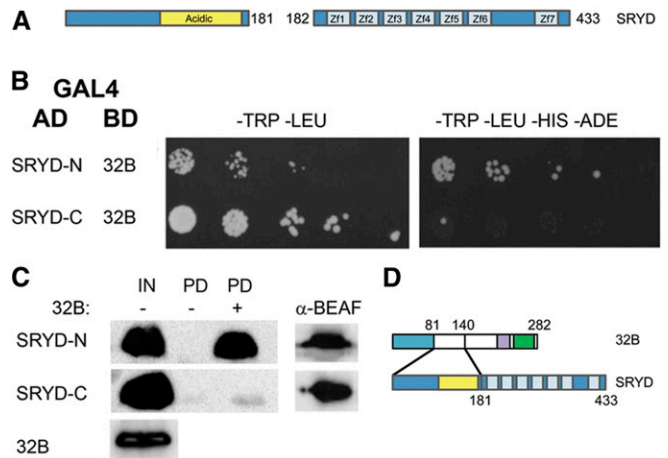 A
Acidic 181 182 Zf1 Zf2 Zf3 Zf4 Zf5 Zf6 Zf7 433 SRYD
B
GAL4
AD BD -TRP -LEU -TRP -LEU -HIS -ADE
SRYD-N 32B
SRYD-C 32B
C
IN PD PD
32B: - - + α-BEAF
SRYD-N
SRYD-C
32B
D
81 140 282
32B
SRYD
181 433